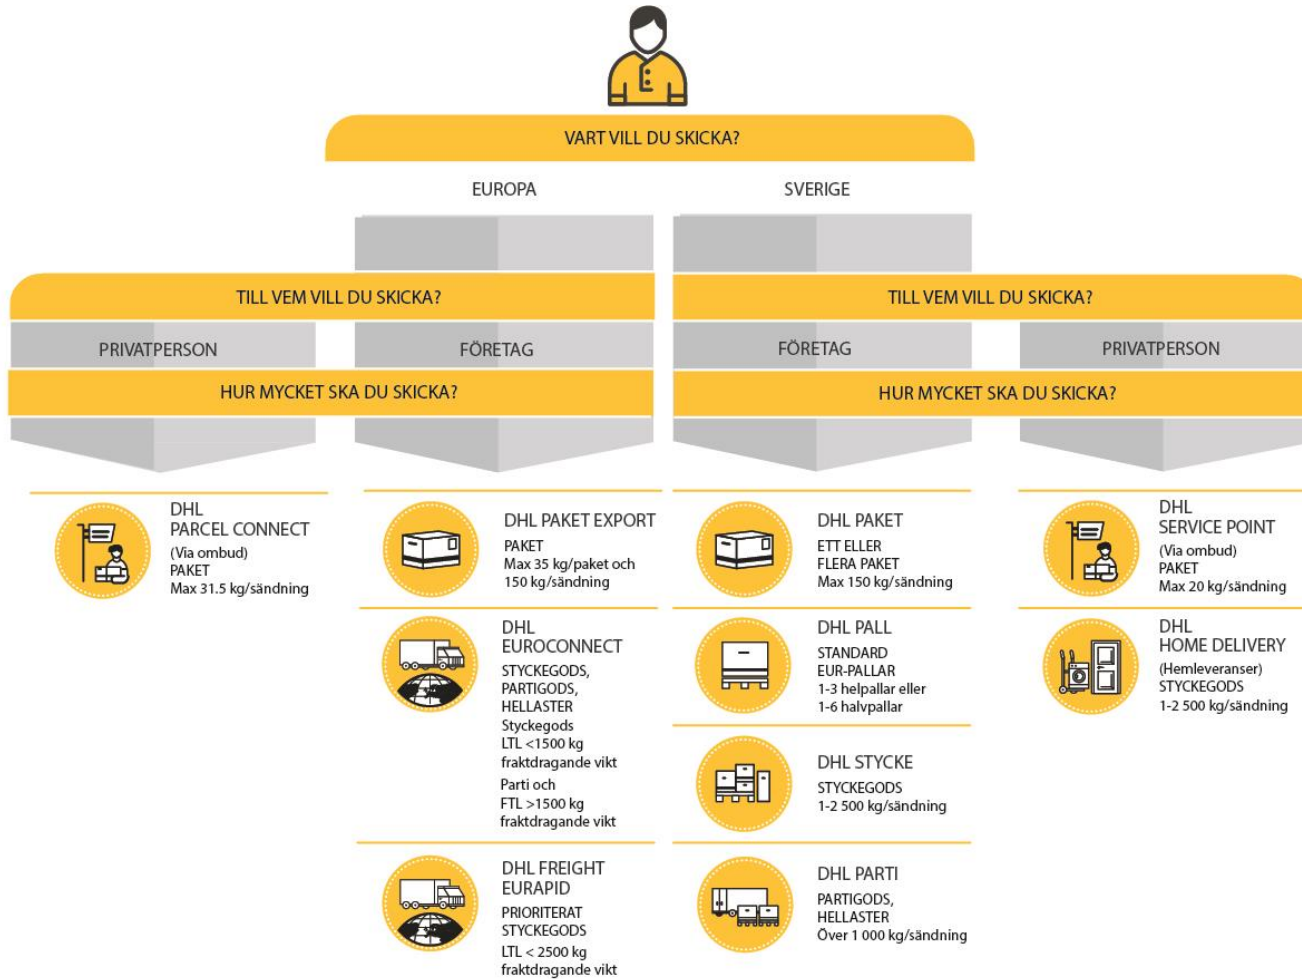 VART VILL DU SKICKA?
EUROPA
SVERIGE
TILL VEM VILL DU SKICKA?
TILL VEM VILL DU SKICKA?
PRIVATPERSON
FÖRETAG
FÖRETAG
PRIVATPERSON
HUR MYCKET SKA DU SKICKA?
HUR MYCKET SKA DU SKICKA?
DHL
PARCEL CONNECT
(Via ombud)
PAKET
Max 31.5 kg/sändning
DHL PAKET EXPORT
PAKET
Max 35 kg/paket och
150 kg/sändning
DHL
EUROCONNECT
STYCKEGODS,
PARTIGODS,
HELLASTER
Styckegods
LTL <1500 kg
fraktdragande vikt
Parti och
FTL >1500 kg
fraktdragande vikt
DHL FREIGHT
EURAPID
PRIORITERAT
STYCKEGODS
LTL < 2500 kg
fraktdragande vikt
DHL PAKET
ETT ELLER
FLERA PAKET
Max 150 kg/sändning
DHL PALL
STANDARD
EUR-PALLAR
1-3 helpallar eller
1-6 halvpallar
DHL STYCKE
STYCKEGODS
1-2 500 kg/sändning
DHL PARTI
PARTIGODS,
HELLASTER
Över 1 000 kg/sändning
DHL
SERVICE POINT
(Via ombud)
PAKET
Max 20 kg/sändning
DHL
HOME DELIVERY
(Hemleveranser)
STYCKEGODS
1-2 500 kg/sändning